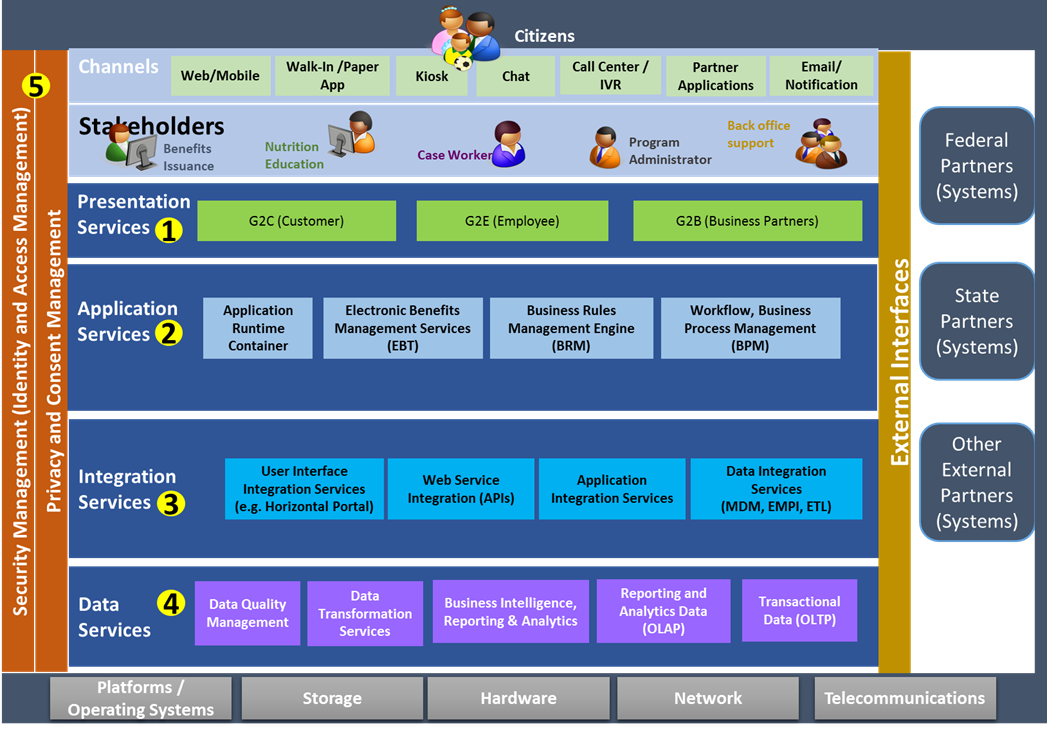 Citizens
Channels
Web/Mobile
Walk-In /Paper
App
Kiosk
Chat
Call Center /
IVR
Partner
Applications
Email/
Notification
Stakeholders
Benefits
Issuance
Nutrition
Education
Case Worker
Program
Administrator
Back office
support
Presentation
Services 1
G2C (Customer)
G2E (Employee)
G2B (Business Partners)
Application
Services 2
Application
Runtime
Container
Electronic Benefits
Management Services
(EBT)
Business Rules
Management Engine
(BRM)
Workflow, Business
Process Management
(BPM)
Integration
Services 3
User Interface
Integration Services
(e.g. Horizontal Portal)
Web Service
Integration (APIs)
Application
Integration Services
Data Integration
Services
(MDM, EMPI, ETL)
Data
Services
4
Data Quality
Management
Data
Transformation
Services
Business Intelligence,
Reporting & Analytics
Reporting and
Analytics Data
(OLAP)
Transactional
Data (OLTP)
5
Security Management (Identity and Access Management)
Privacy and Consent Management
External Interfaces
Federal
Partners
(Systems)
State
Partners
(Systems)
Other
External
Partners
(Systems)
Platforms /
Operating Systems
Storage
Hardware
Network
Telecommunications